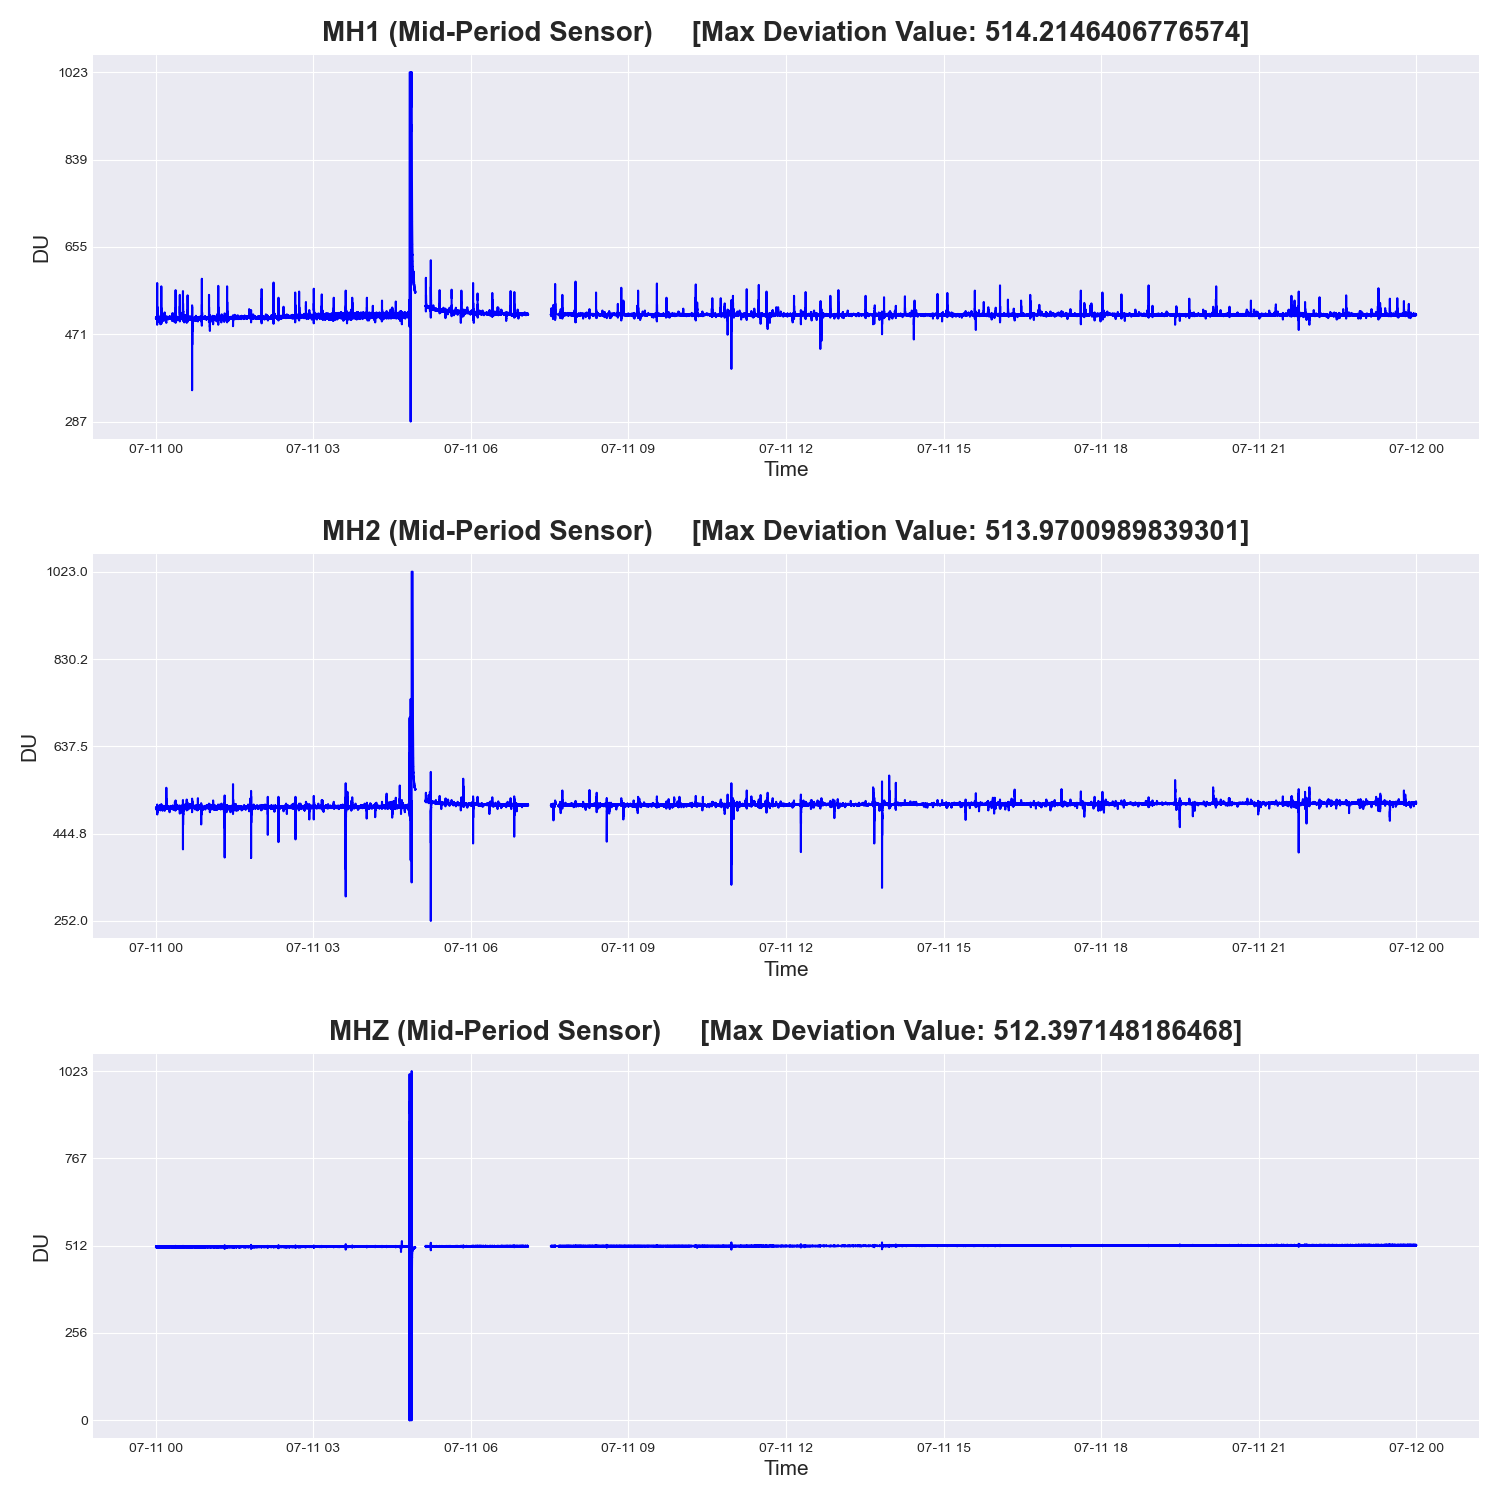 MH1 (Mid-Period Sensor) [Max Deviation Value: 514.2146406776574]
1023
839
655
471
287
DU
07-11 00 07-11 03 07-11 06 07-11 09 07-11 12 07-11 15 07-11 18 07-11 21 07-12 00
Time
MH2 (Mid-Period Sensor) [Max Deviation Value: 513.9700989839301]
1023.0
830.2
637.5
444.8
252.0
DU
07-11 00 07-11 03 07-11 06 07-11 09 07-11 12 07-11 15 07-11 18 07-11 21 07-12 00
Time
MHZ (Mid-Period Sensor) [Max Deviation Value: 512.397148186468]
1023
767
512
256
0
DU
07-11 00 07-11 03 07-11 06 07-11 09 07-11 12 07-11 15 07-11 18 07-11 21 07-12 00
Time